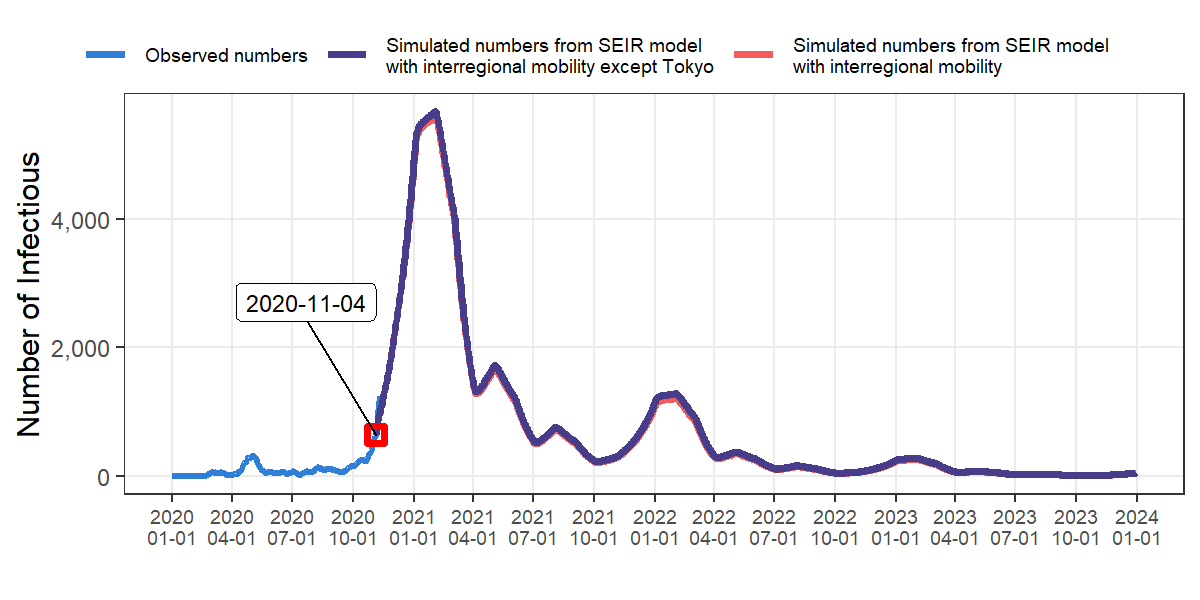 Observed numbers
Simulated numbers from SEIR model
with interregional mobility except Tokyo
Simulated numbers from SEIR model
with interregional mobility
Number of Infectious
4,000
2,000
0
2020-11-04
2020 2020 2020 2020 2021 2021 2021 2021 2022 2022 2022 2022 2023 2023 2023 2023 2024
01-01 04-01 07-01 10-01 01-01 04-01 07-01 10-01 01-01 04-01 07-01 10-01 01-01 04-01 07-01 10-01 01-01